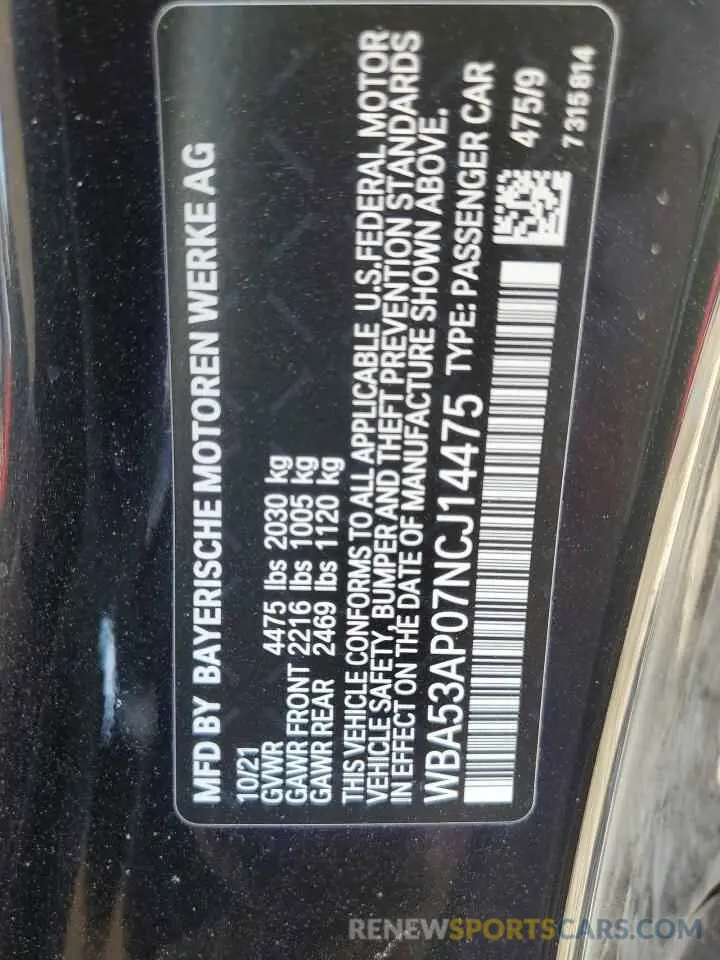 MFD BY BAYERISCHE MOTOREN WERKE AG
10/21
GVWR 4475 lbs 2030 kg
GAWR FRONT 2216 lbs 1005 kg
GAWR REAR 2469 lbs 1120 kg
THIS VEHICLE CONFORMS TO ALL APPLICABLE U.S.FEDERAL MOTOR
VEHICLE SAFETY, BUMPER AND THEFT PREVENTION STANDARDS
IN EFFECT ON THE DATE OF MANUFACTURE SHOWN ABOVE.
WBA53AP07NCJ14475 TYPE: PASSENGER CAR
475/9
7 315 814
RENEWSPORTSCARS.COM